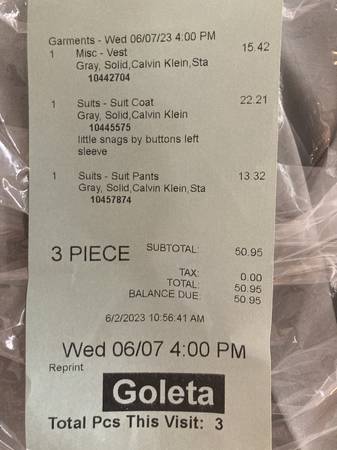 Garments - Wed 06/07/23 4:00 PM
1 Misc - Vest 15.42
Gray, Solid,Calvin Klein,Sta
10442704
1 Suits - Suit Coat 22.21
Gray, Solid,Calvin Klein
10445575
little snags by buttons left
sleeve
1 Suits - Suit Pants 13.32
Gray, Solid,Calvin Klein,Sta
10457874
3 PIECE SUBTOTAL: 50.95
TAX: 0.00
TOTAL: 50.95
BALANCE DUE: 50.95
6/2/2023 10:56:41 AM
Wed 06/07 4:00 PM
Reprint
Goleta
Total Pcs This Visit: 3